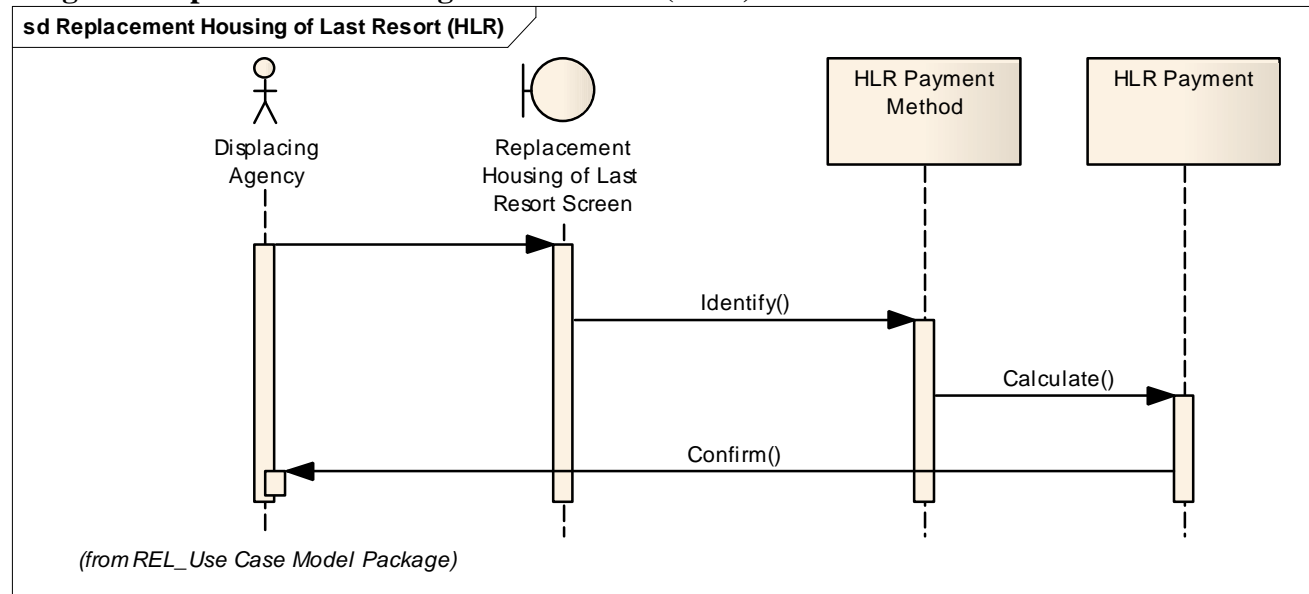 sd Replacement Housing of Last Resort (HLR)
Displacing
Agency
Replacement
Housing of Last
Resort Screen
HLR Payment
Method
HLR Payment
Identify()
Calculate()
Confirm()
(from REL_Use Case Model Package)